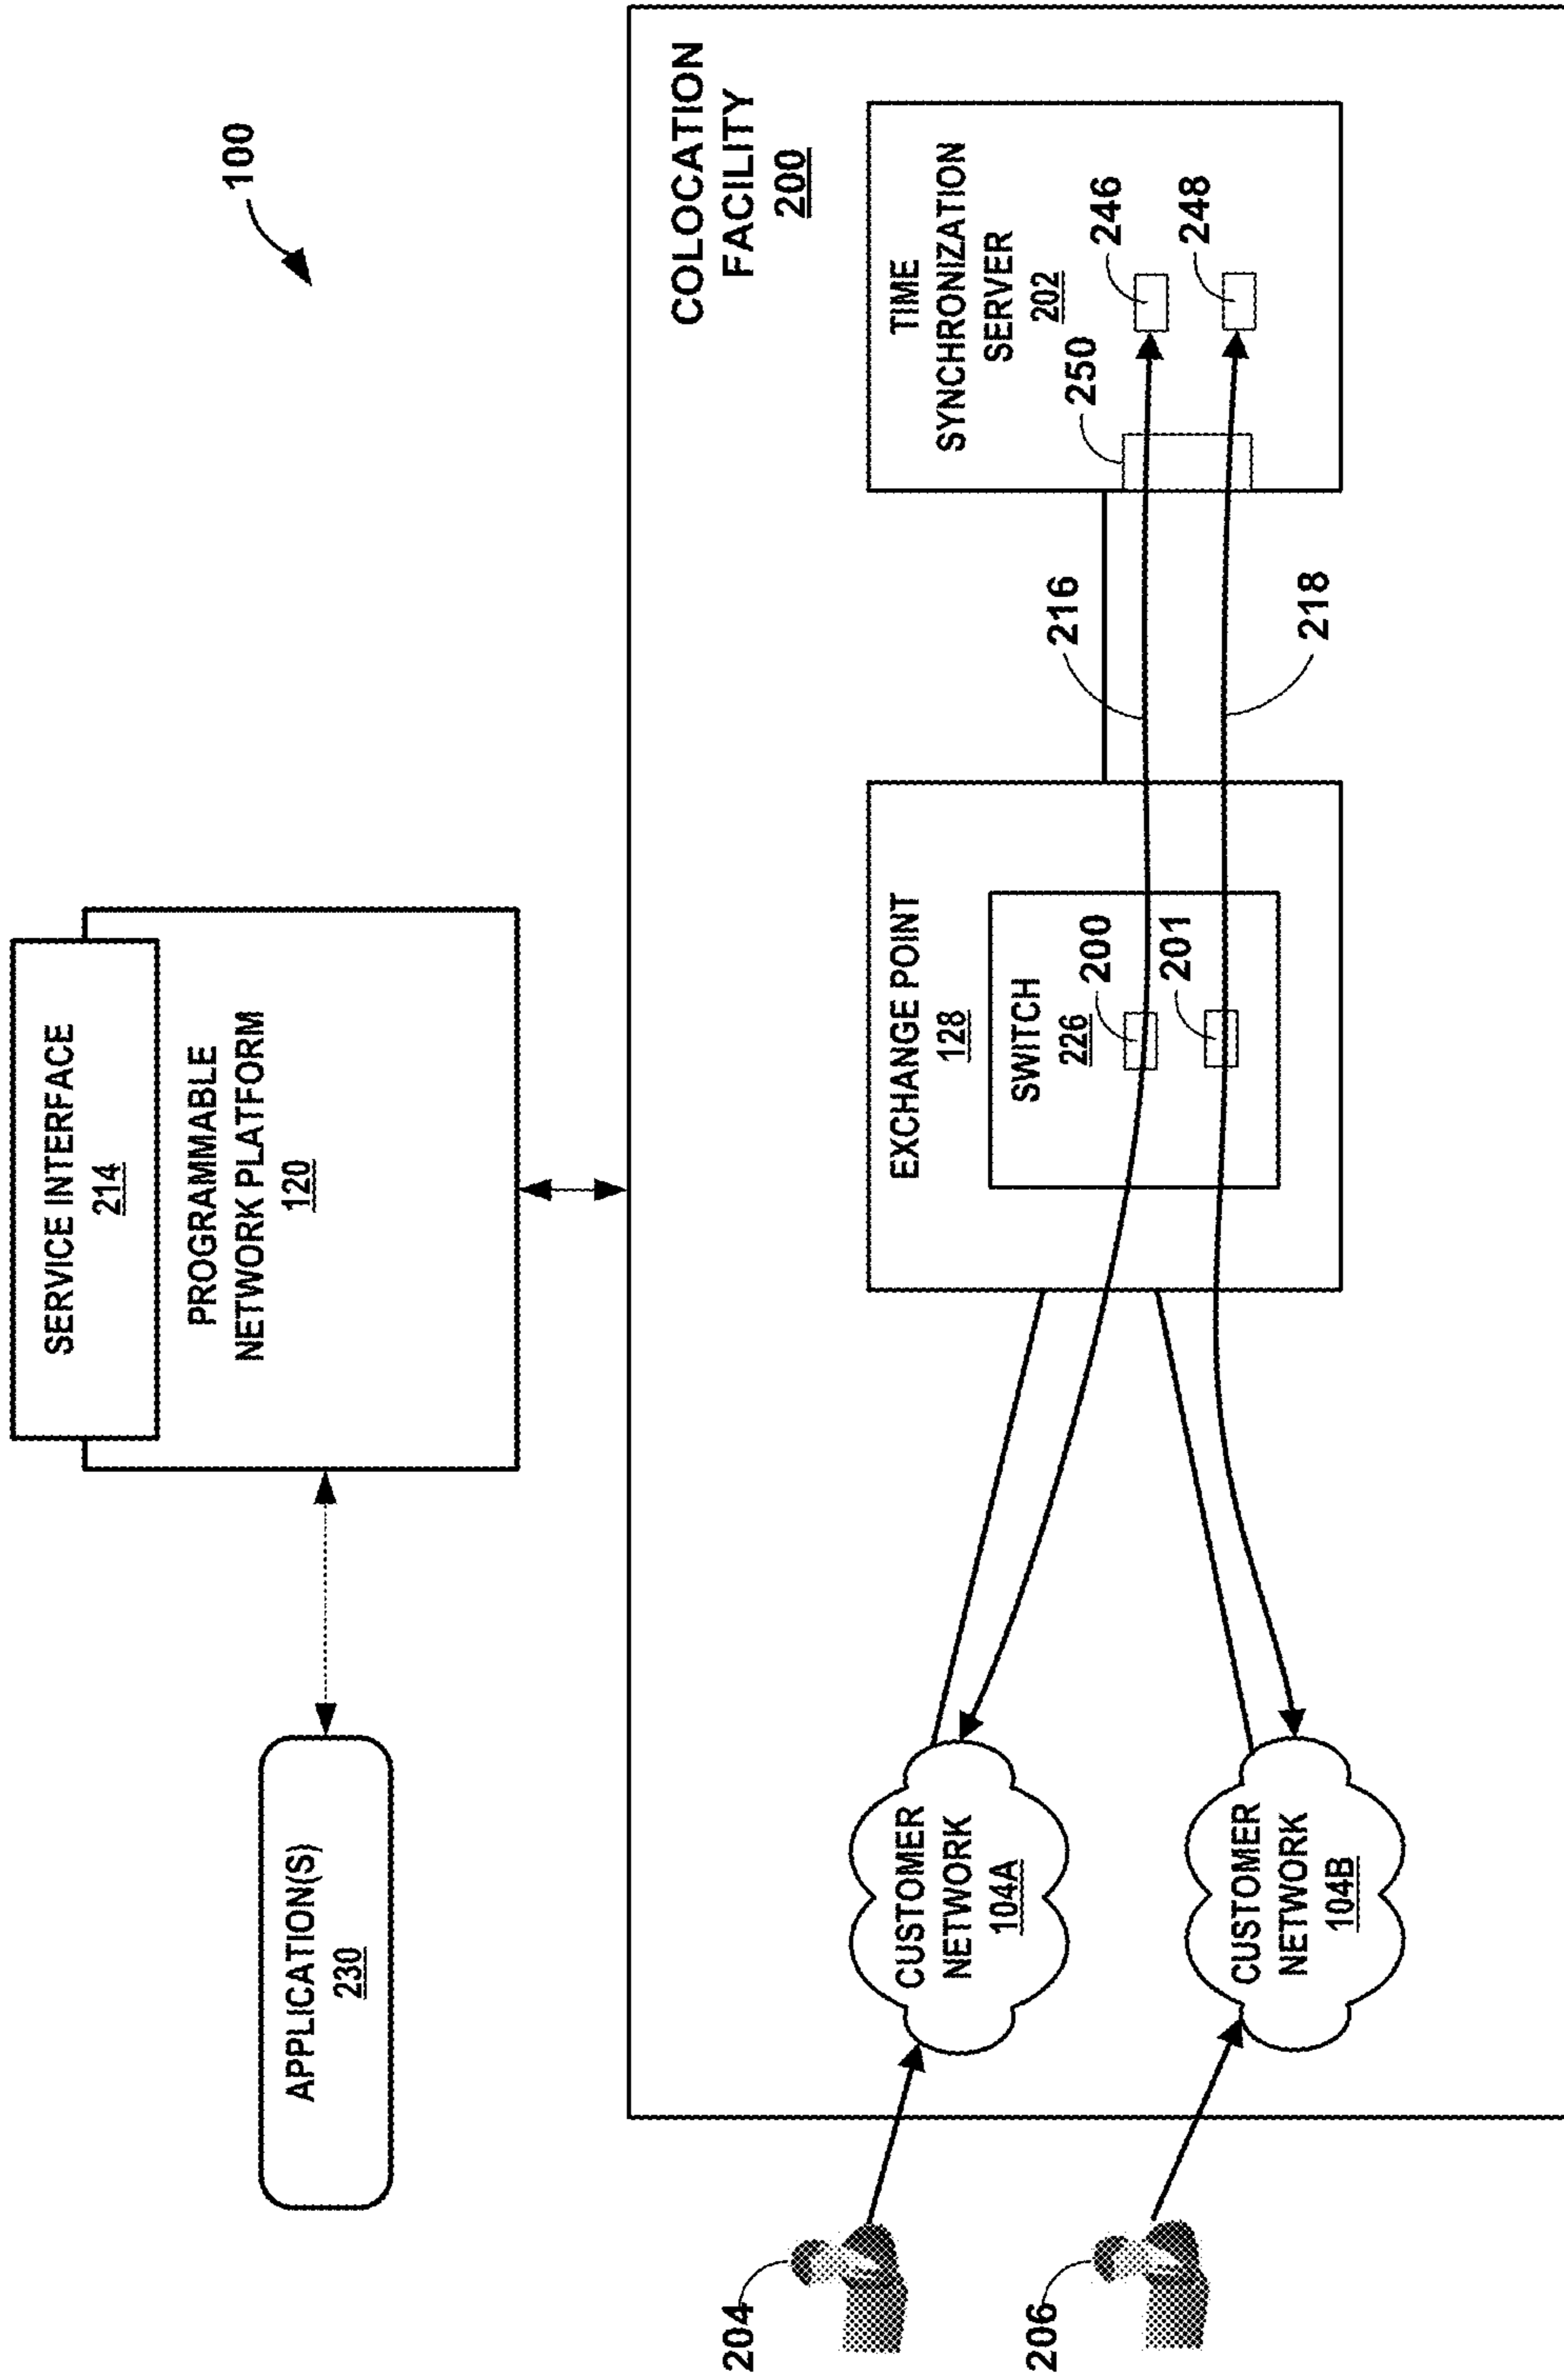 100
SERVICE INTERFACE
214
PROGRAMMABLE
NETWORK PLATFORM
120
APPLICATION(S)
230
COLOCATION
FACILITY
200
TIME
SYNCHRONIZATION
SERVER
202
250
246
248
216
218
EXCHANGE POINT
128
SWITCH
226
200
201
CUSTOMER
NETWORK
104A
CUSTOMER
NETWORK
104B
204
206